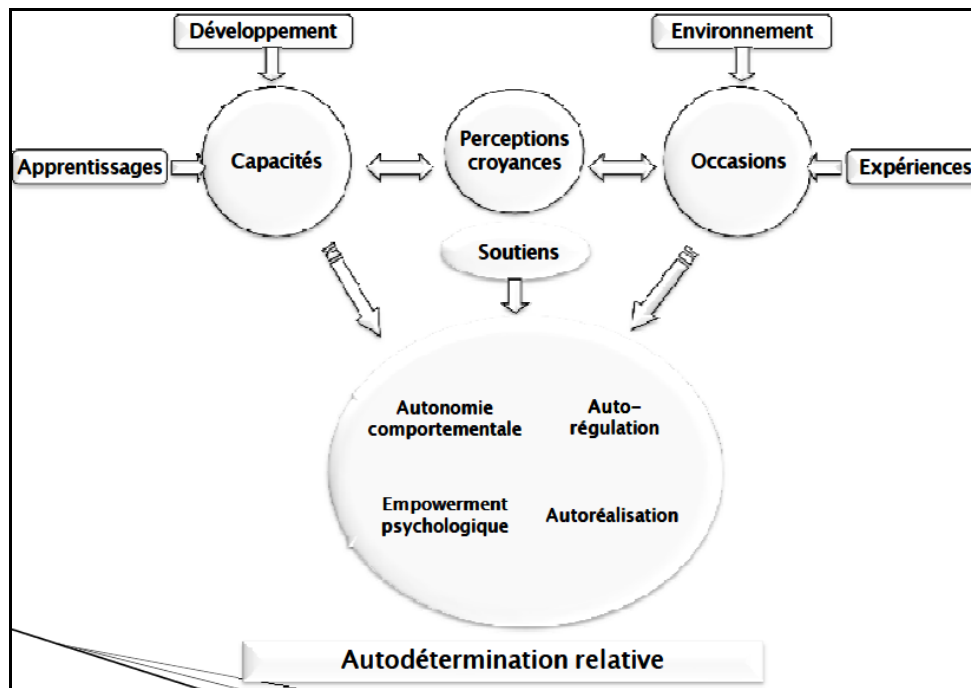 Développement
Environnement
Apprentissages
Capacités
Perceptions
croyances
Occasions
Expériences
Soutiens
Autonomie
comportementale
Auto-
régulation
Empowerment
psychologique
Autoréalisation
Autodétermination relative